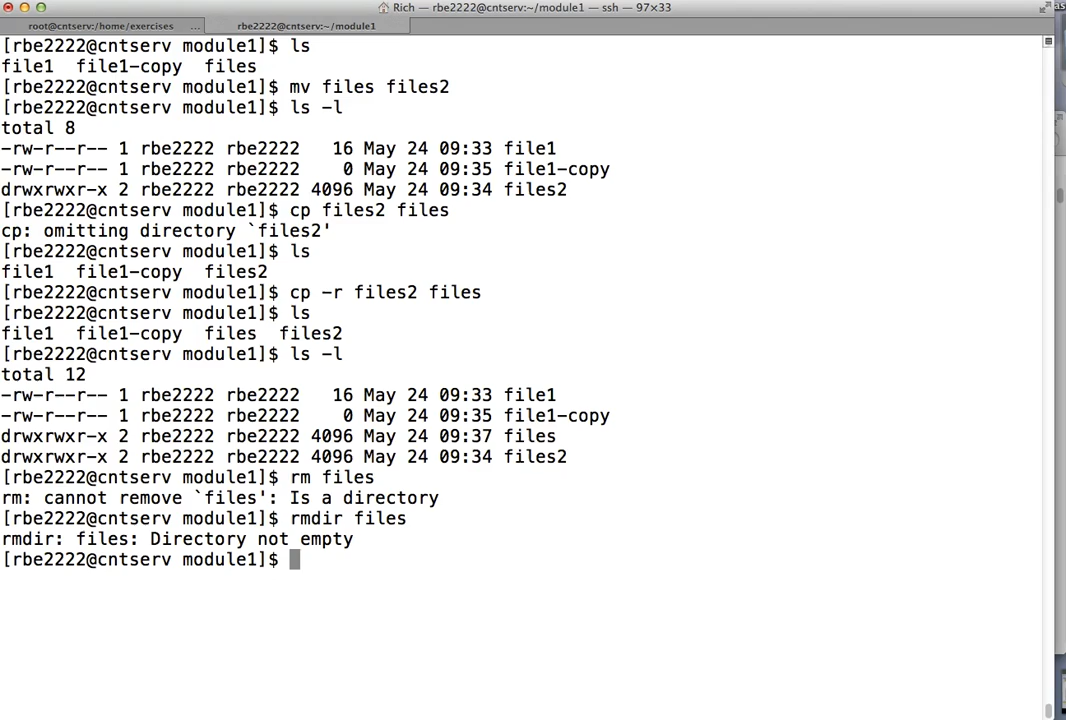 Rich — rbe2222@cntserv:~/module1 — ssh — 97×33
root@cntserv:/home/exercises ... rbe2222@cntserv:~/module1
[rbe2222@cntserv module1]$ ls
file1  file1-copy  files
[rbe2222@cntserv module1]$ mv files files2
[rbe2222@cntserv module1]$ ls -l
total 8
-rw-r--r-- 1 rbe2222 rbe2222   16 May 24 09:33 file1
-rw-r--r-- 1 rbe2222 rbe2222    0 May 24 09:35 file1-copy
drwxrwxr-x 2 rbe2222 rbe2222 4096 May 24 09:34 files2
[rbe2222@cntserv module1]$ cp files2 files
cp: omitting directory `files2'
[rbe2222@cntserv module1]$ ls
file1  file1-copy  files2
[rbe2222@cntserv module1]$ cp -r files2 files
[rbe2222@cntserv module1]$ ls
file1  file1-copy  files  files2
[rbe2222@cntserv module1]$ ls -l
total 12
-rw-r--r-- 1 rbe2222 rbe2222   16 May 24 09:33 file1
-rw-r--r-- 1 rbe2222 rbe2222    0 May 24 09:35 file1-copy
drwxrwxr-x 2 rbe2222 rbe2222 4096 May 24 09:37 files
drwxrwxr-x 2 rbe2222 rbe2222 4096 May 24 09:34 files2
[rbe2222@cntserv module1]$ rm files
rm: cannot remove `files': Is a directory
[rbe2222@cntserv module1]$ rmdir files
rmdir: files: Directory not empty
[rbe2222@cntserv module1]$